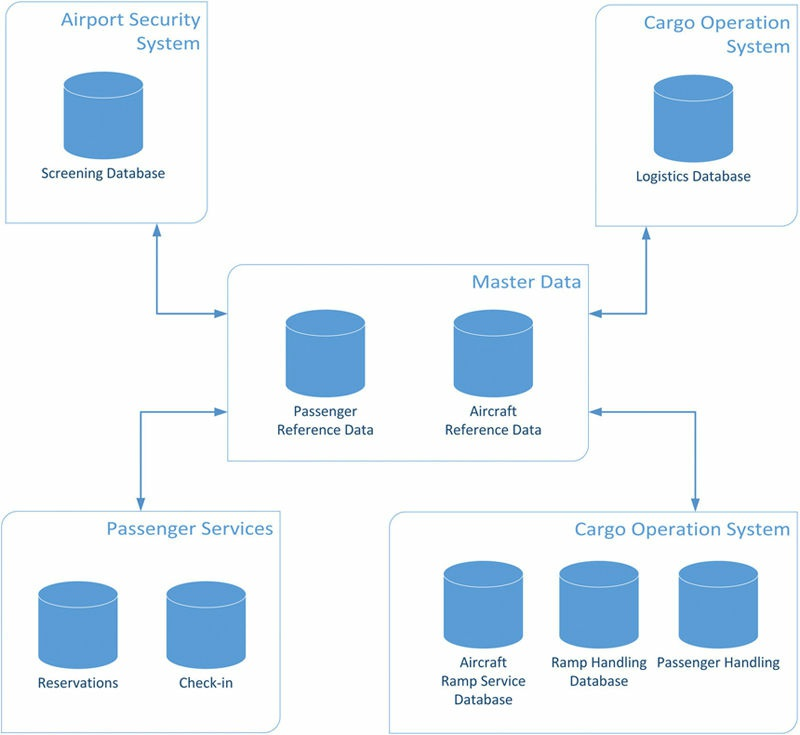 Airport Security
System
Screening Database
Cargo Operation
System
Logistics Database
Master Data
Passenger
Reference Data
Aircraft
Reference Data
Passenger Services
Reservations
Check-in
Cargo Operation System
Aircraft
Ramp Service
Database
Ramp Handling
Database
Passenger Handling